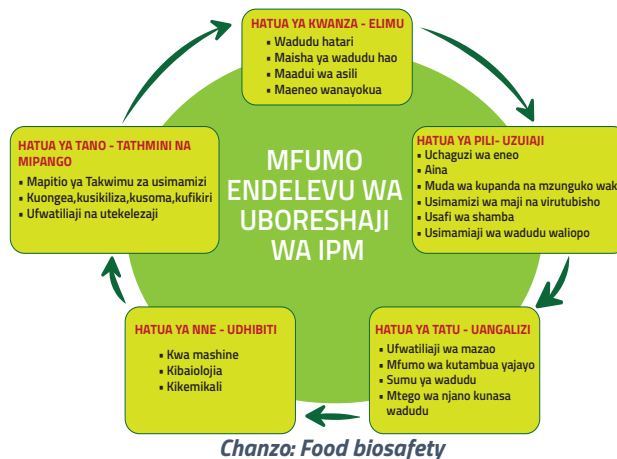 HATUA YA KWANZA - ELIMU
▪ Wadudu hatari
▪ Maisha ya wadudu hao
▪ Maadui wa asili
▪ Maeneo wanayokua
HATUA YA PILI- UZUIAJI
▪ Uchaguzi wa eneo
▪ Aina
▪ Muda wa kupanda na mzunguko wak
▪ Usimamizi wa maji na virutubisho
▪ Usafi wa shamba
▪ Usimamiaji wa wadudu waliopo
HATUA YA TATU - UANGALIZI
▪ Ufwatiliaji wa mazao
▪ Mfumo wa kutambua yajayo
▪ Sumu ya wadudu
▪ Mtego wa njano kunasa
wadudu
HATUA YA NNE - UDHIBITI
▪ Kwa mashine
▪ Kibaiolojia
▪ Kikemikali
HATUA YA TANO - TATHMINI NA
MIPANGO
▪ Mapitio ya Takwimu za usimamizi
▪ Kuongea,kusikiliza,kusoma,kufikiri
▪ Ufwatiliaji na utekelezaji
MFUMO
ENDELEVU WA
UBORESHAJI
WA IPM
Chanzo: Food biosafety